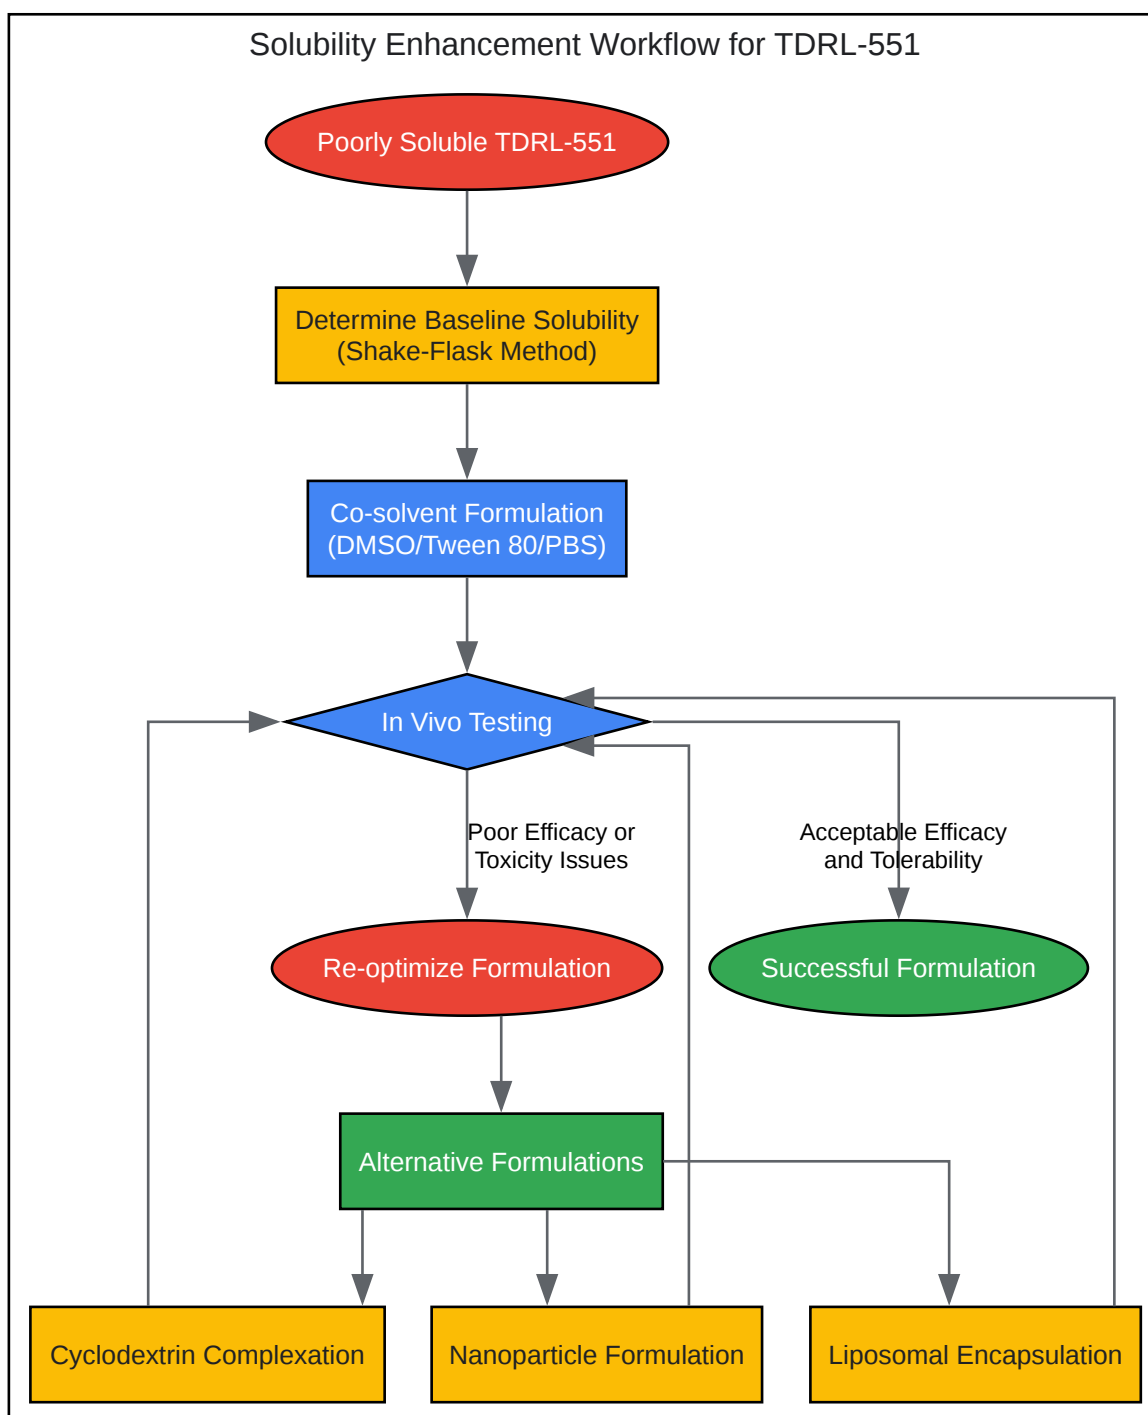 Solubility Enhancement Workflow for TDRL-551
Poorly Soluble TDRL-551
Determine Baseline Solubility
(Shake-Flask Method)
Co-solvent Formulation
(DMSO/Tween 80/PBS)
In Vivo Testing
Poor Efficacy or
Toxicity Issues
Acceptable Efficacy
and Tolerability
Re-optimize Formulation
Successful Formulation
Alternative Formulations
Cyclodextrin Complexation
Nanoparticle Formulation
Liposomal Encapsulation